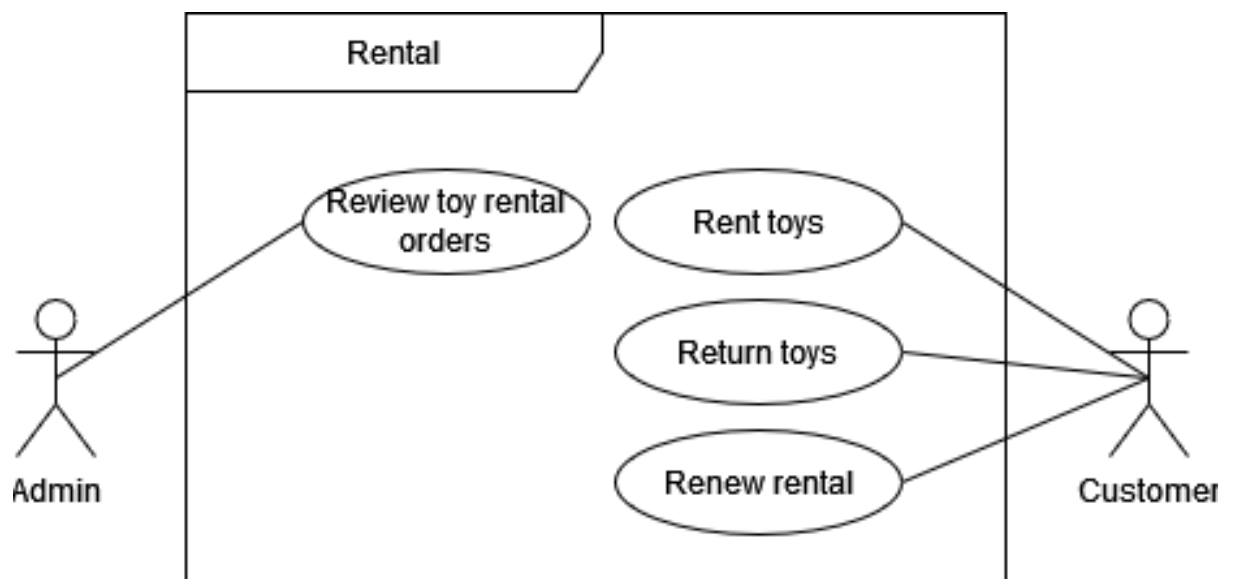 Rental
Review toy rental
orders
Rent toys
Return toys
Renew rental
Admin
Customer